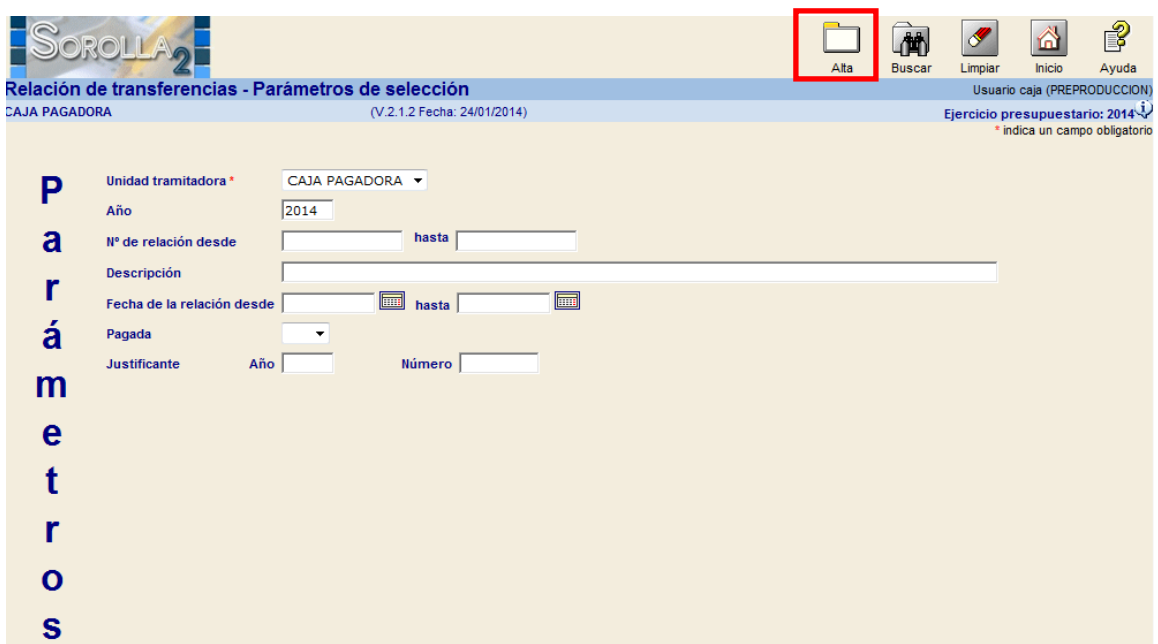 SOROLLA2
Alta Buscar Limpiar Inicio Ayuda
Relación de transferencias - Parámetros de selección
Usuario caja (PREPRODUCCION)
CAJA PAGADORA (V.2.1.2 Fecha: 24/01/2014) Ejercicio presupuestario: 2014
* indica un campo obligatorio
Parámetros
Unidad tramitadora * CAJA PAGADORA
Año 2014
Nº de relación desde hasta
Descripción
Fecha de la relación desde hasta
Pagada
Justificante Año Número